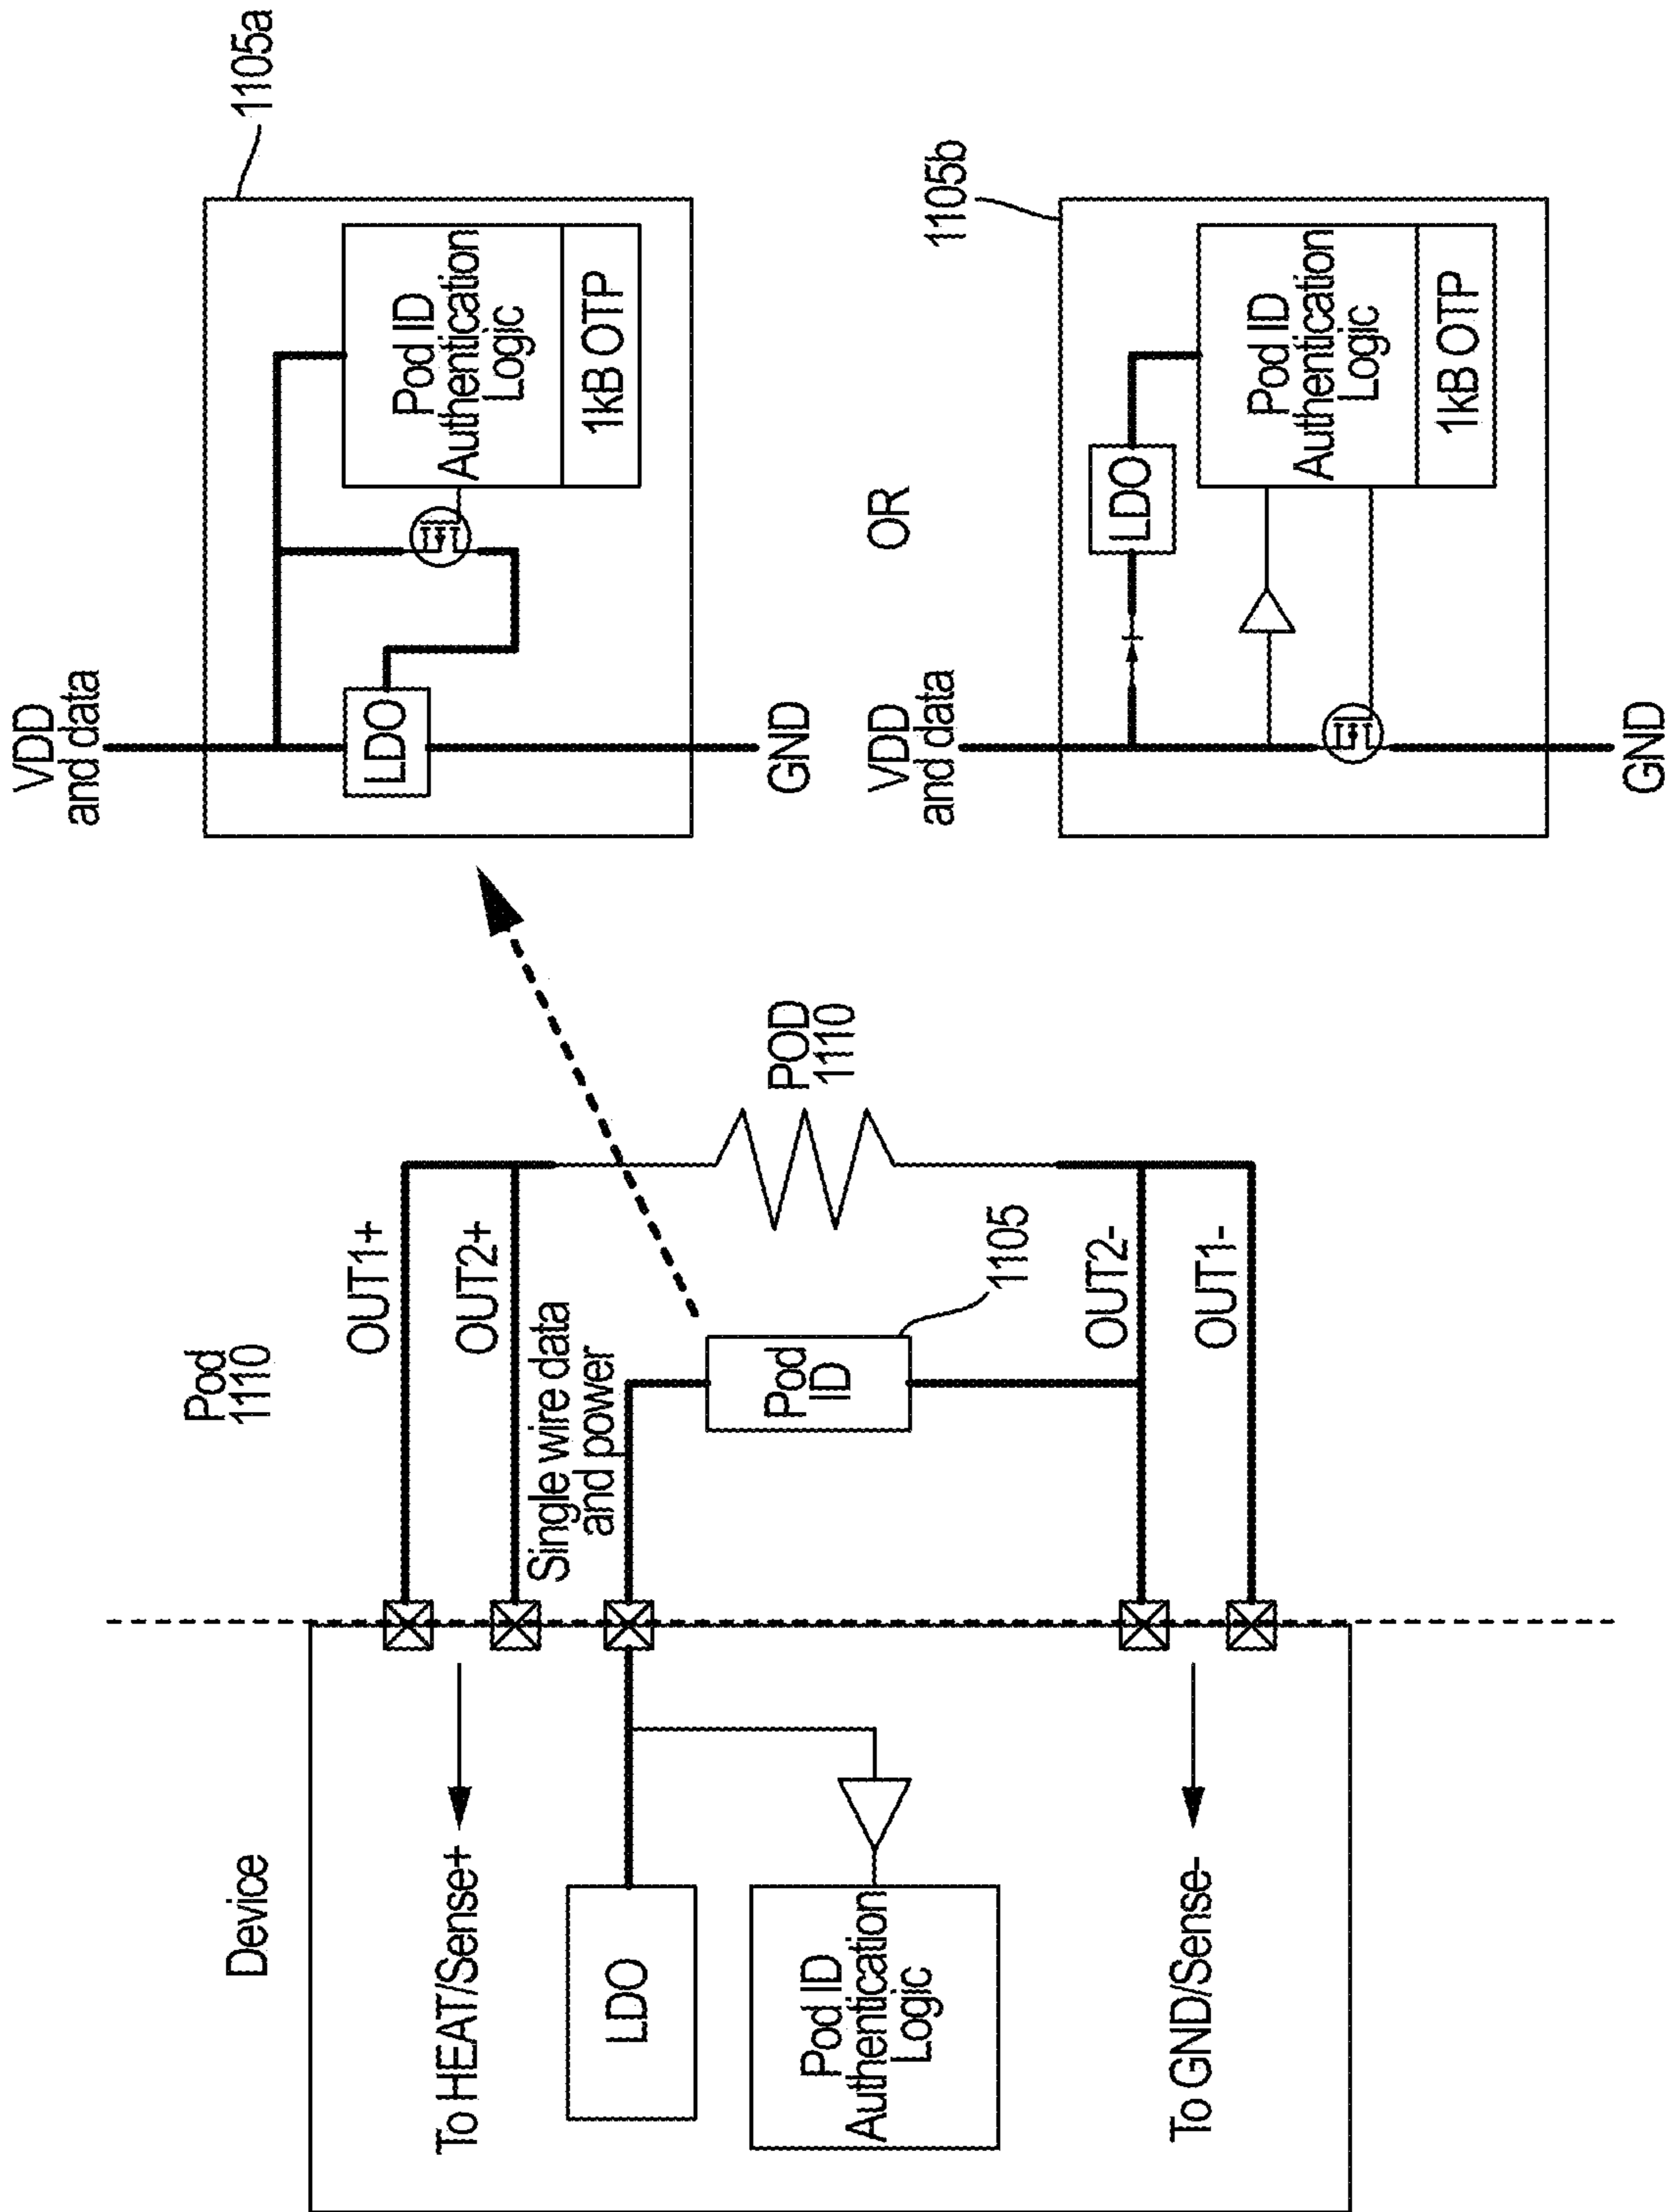 Device
To HEAT/Sense+
LDO
Pod ID
Authentication
Logic
To GND/Sense-
Pod
1110
OUT1+
OUT2+
Single wire data
and power
Pod
ID
1105
OUT2-
OUT1-
POD
1110
VDD
and data
LDO
GND
Pod ID
Authentication
Logic
1kB OTP
1105a
OR
VDD
and data
LDO
GND
Pod ID
Authentication
Logic
1kB OTP
1105b